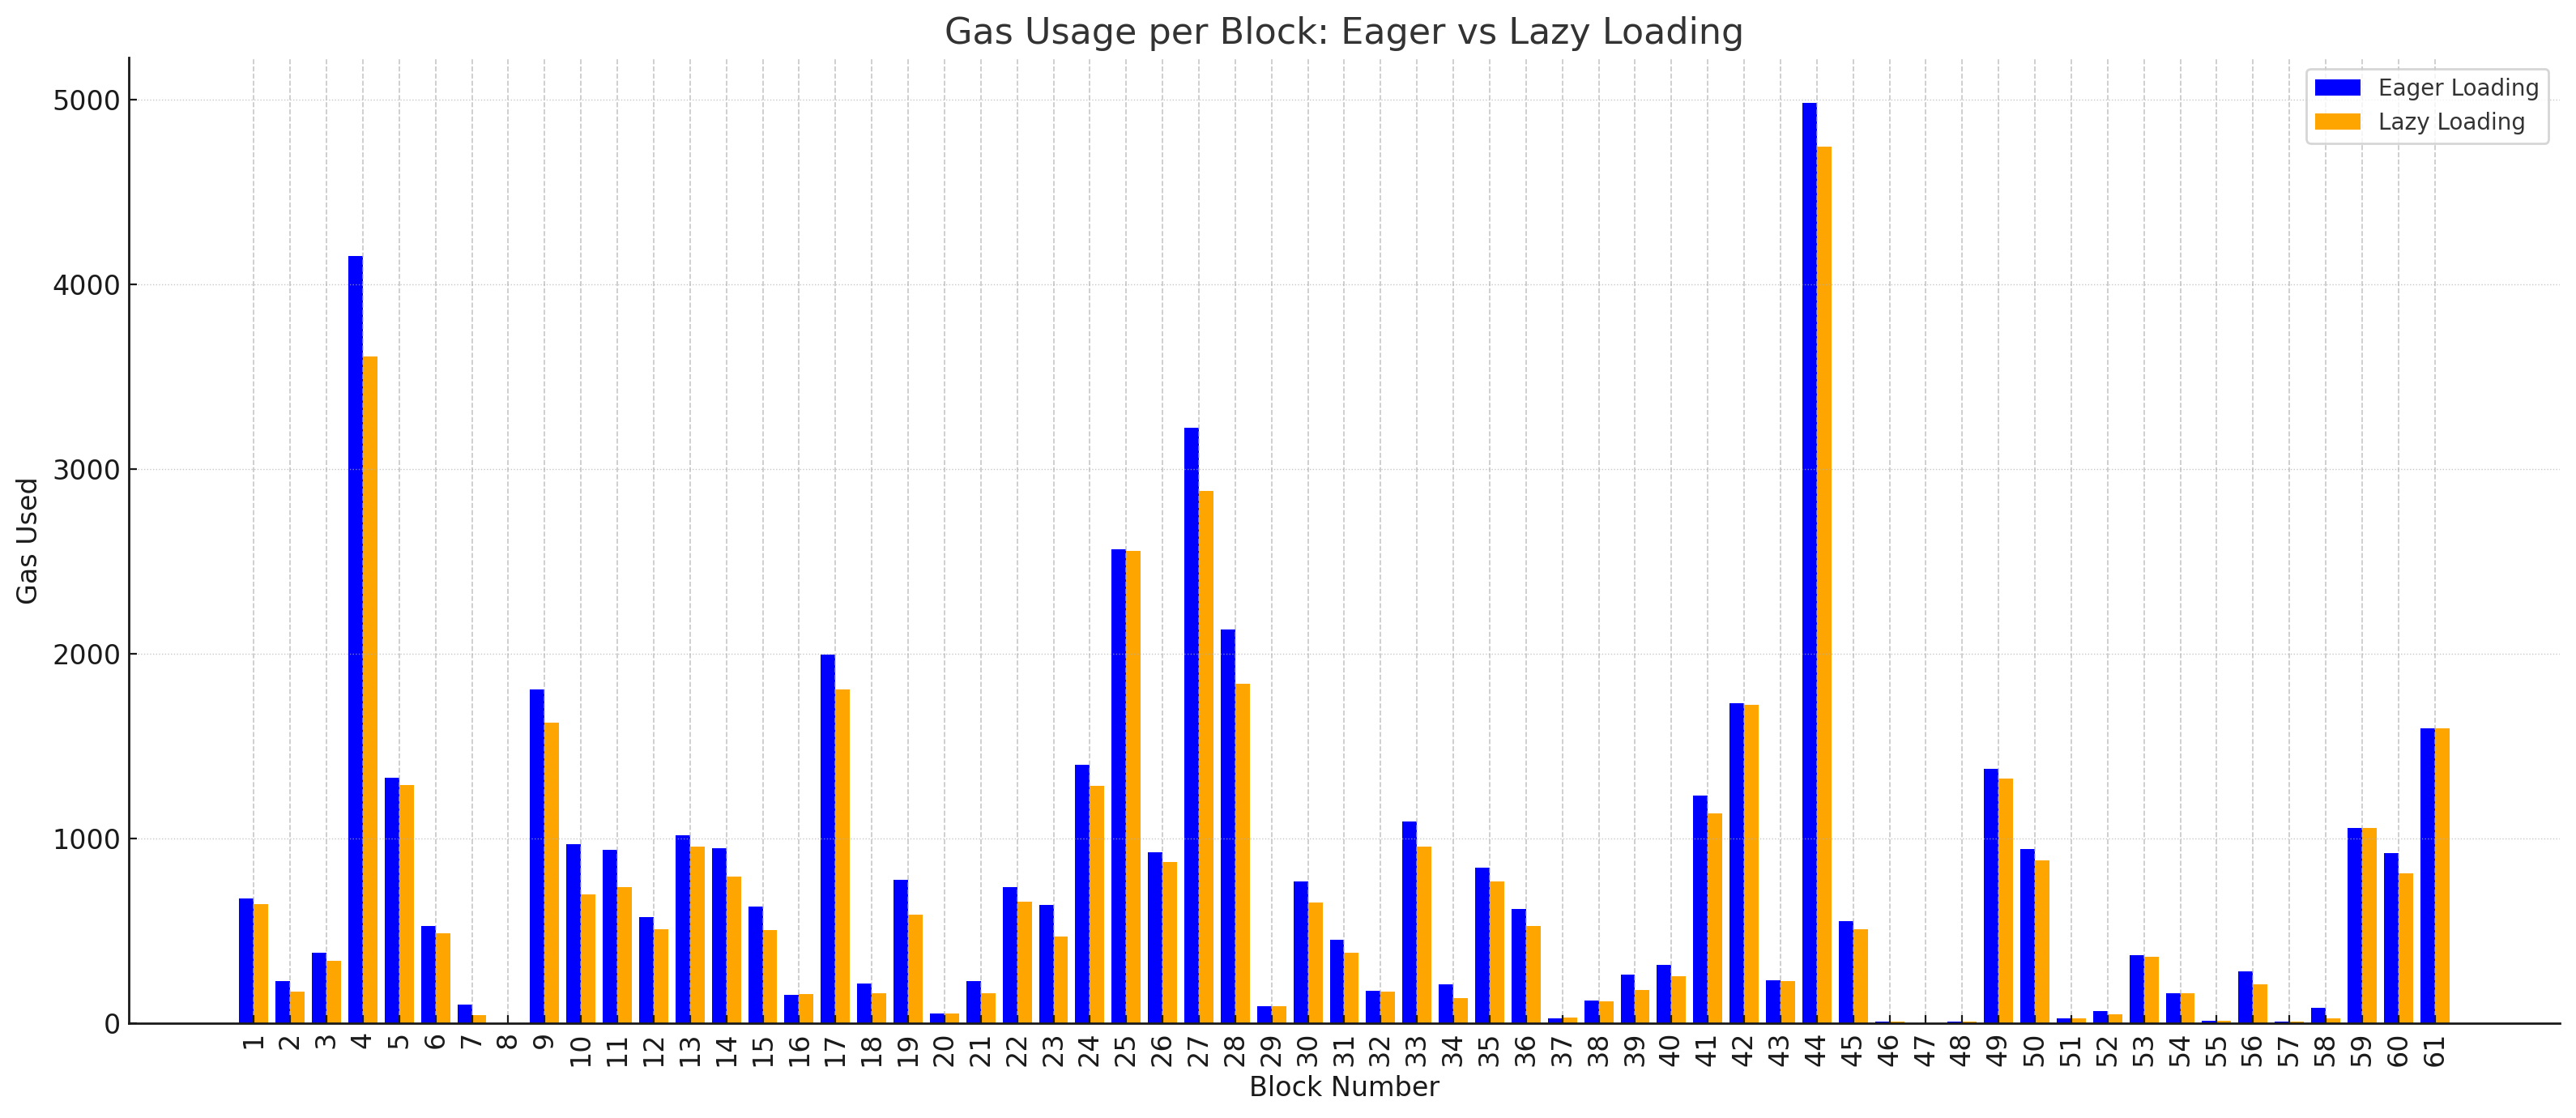 Gas Usage per Block: Eager vs Lazy Loading
Eager Loading
Lazy Loading
Gas Used
5000
4000
3000
2000
1000
0
1 2 3 4 5 6 7 8 9 10 11 12 13 14 15 16 17 18 19 20 21 22 23 24 25 26 27 28 29 30 31 32 33 34 35 36 37 38 39 40 41 42 43 44 45 46 47 48 49 50 51 52 53 54 55 56 57 58 59 60 61
Block Number